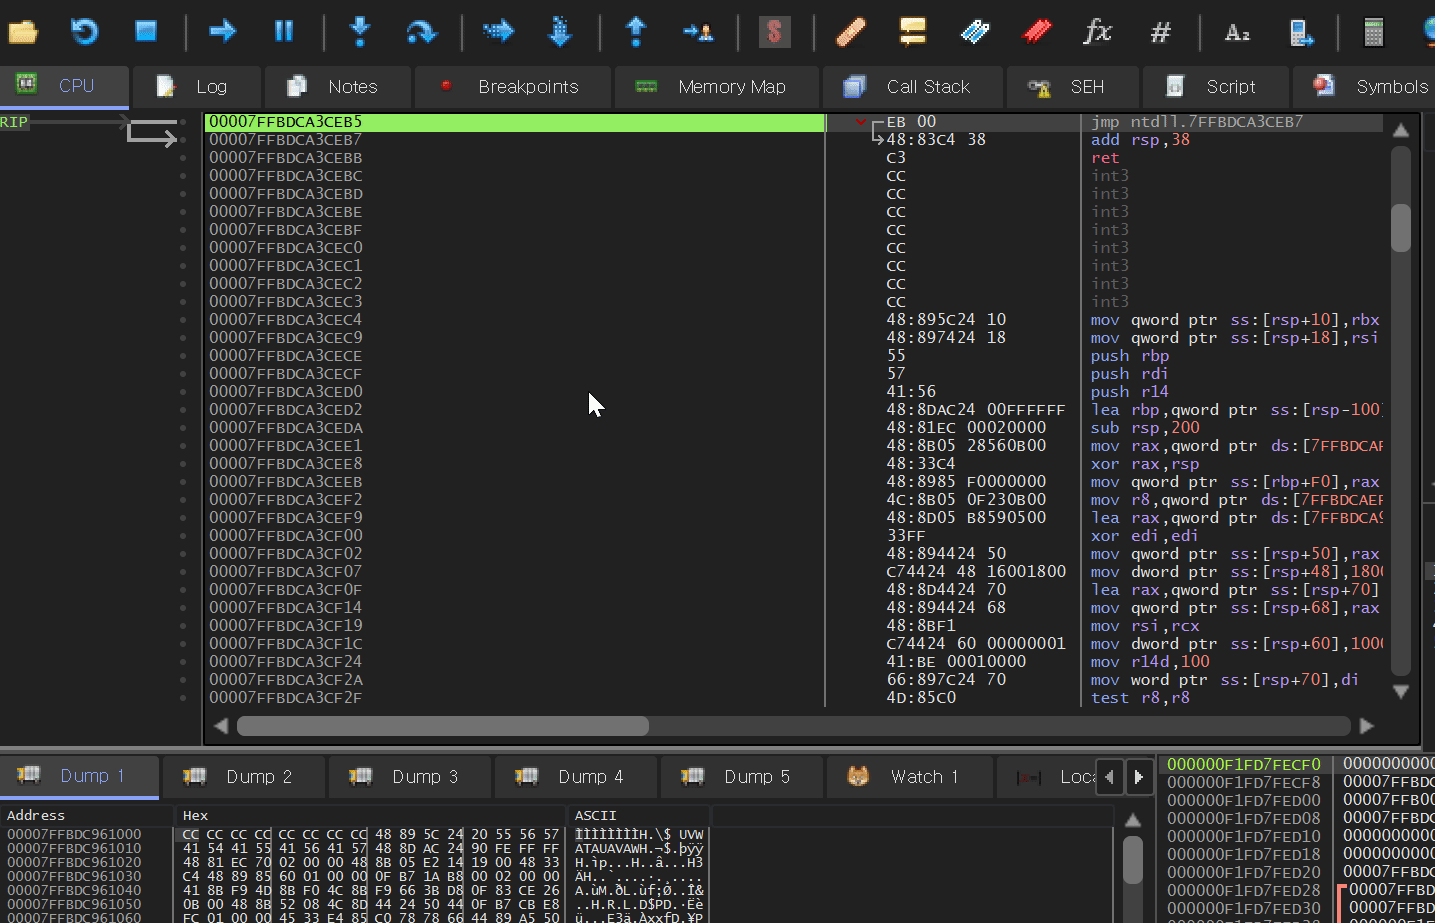 $ fx # A₂
CPU Log Notes Breakpoints Memory Map Call Stack SEH Script Symbols
RIP 00007FFBDCA3CEB5 EB 00 jmp ntdll.7FFBDCA3CEB7
00007FFBDCA3CEB7 48:83C4 38 add rsp,38
00007FFBDCA3CEBB C3 ret
00007FFBDCA3CEBC CC int3
00007FFBDCA3CEBD CC int3
00007FFBDCA3CEBE CC int3
00007FFBDCA3CEBF CC int3
00007FFBDCA3CEC0 CC int3
00007FFBDCA3CEC1 CC int3
00007FFBDCA3CEC2 CC int3
00007FFBDCA3CEC3 CC int3
00007FFBDCA3CEC4 48:895C24 10 mov qword ptr ss:[rsp+10],rbx
00007FFBDCA3CEC9 48:897424 18 mov qword ptr ss:[rsp+18],rsi
00007FFBDCA3CECE 55 push rbp
00007FFBDCA3CECF 57 push rdi
00007FFBDCA3CED0 41:56 push r14
00007FFBDCA3CED2 48:8DAC24 00FFFFFF lea rbp,qword ptr ss:[rsp-100]
00007FFBDCA3CEDA 48:81EC 00020000 sub rsp,200
00007FFBDCA3CEE1 48:8B05 28560B00 mov rax,qword ptr ds:[7FFBDCAF
00007FFBDCA3CEE8 48:33C4 xor rax,rsp
00007FFBDCA3CEEB 48:8985 F0000000 mov qword ptr ss:[rbp+F0],rax
00007FFBDCA3CEF2 4C:8B05 0F230B00 mov r8,qword ptr ds:[7FFBDCAEF
00007FFBDCA3CEF9 48:8D05 B8590500 lea rax,qword ptr ds:[7FFBDCA9
00007FFBDCA3CF00 33FF xor edi,edi
00007FFBDCA3CF02 48:894424 50 mov qword ptr ss:[rsp+50],rax
00007FFBDCA3CF07 C74424 48 16001800 mov dword ptr ss:[rsp+48],1800
00007FFBDCA3CF0F 48:8D4424 70 lea rax,qword ptr ss:[rsp+70]
00007FFBDCA3CF14 48:894424 68 mov qword ptr ss:[rsp+68],rax
00007FFBDCA3CF19 48:8BF1 mov rsi,rcx
00007FFBDCA3CF1C C74424 60 00000001 mov dword ptr ss:[rsp+60],1000
00007FFBDCA3CF24 41:BE 00010000 mov r14d,100
00007FFBDCA3CF2A 66:897C24 70 mov word ptr ss:[rsp+70],di
00007FFBDCA3CF2F 4D:85C0 test r8,r8
Dump 1 Dump 2 Dump 3 Dump 4 Dump 5 Watch 1 Loca
Address Hex ASCII
00007FFBDC961000 CC CC CC CC CC CC CC CC 48 89 5C 24 20 55 56 57 ÌÌÌÌÌÌÌÌH.\$ UVW
00007FFBDC961010 41 54 41 55 41 56 41 57 48 8D AC 24 90 FE FF FF ATAUAVAWH.¬$.þÿÿ
00007FFBDC961020 48 81 EC 70 02 00 00 48 8B 05 E2 14 19 00 48 33 H.ìp...H..â...H3
00007FFBDC961030 C4 48 89 85 60 01 00 00 0F B7 1A B8 00 02 00 00 ÄH..`....·.¸....
00007FFBDC961040 41 8B F9 4D 8B F0 4C 8B F9 66 3B D8 0F 83 CE 26 A.ùM.ðL.ùf;Ø..Î&
00007FFBDC961050 0B 00 48 8B 52 08 4C 8D 44 24 50 44 0F B7 CB E8 ..H.R.L.D$PD.·Ëè
00007FFBDC961060 FC 01 00 00 45 33 E4 85 C0 78 78 66 44 89 A5 50 ü...E3ä.ÀxxfD.¥P
000000F1FD7FECF0 0000000000
000000F1FD7FECF8 00007FFBDC
000000F1FD7FED00 00007FFB00
000000F1FD7FED08 00007FFBDC
000000F1FD7FED10 0000000000
000000F1FD7FED18 0000000000
000000F1FD7FED20 00007FFBDC
000000F1FD7FED28 00007FFBD
000000F1FD7FED30 00007FFBD